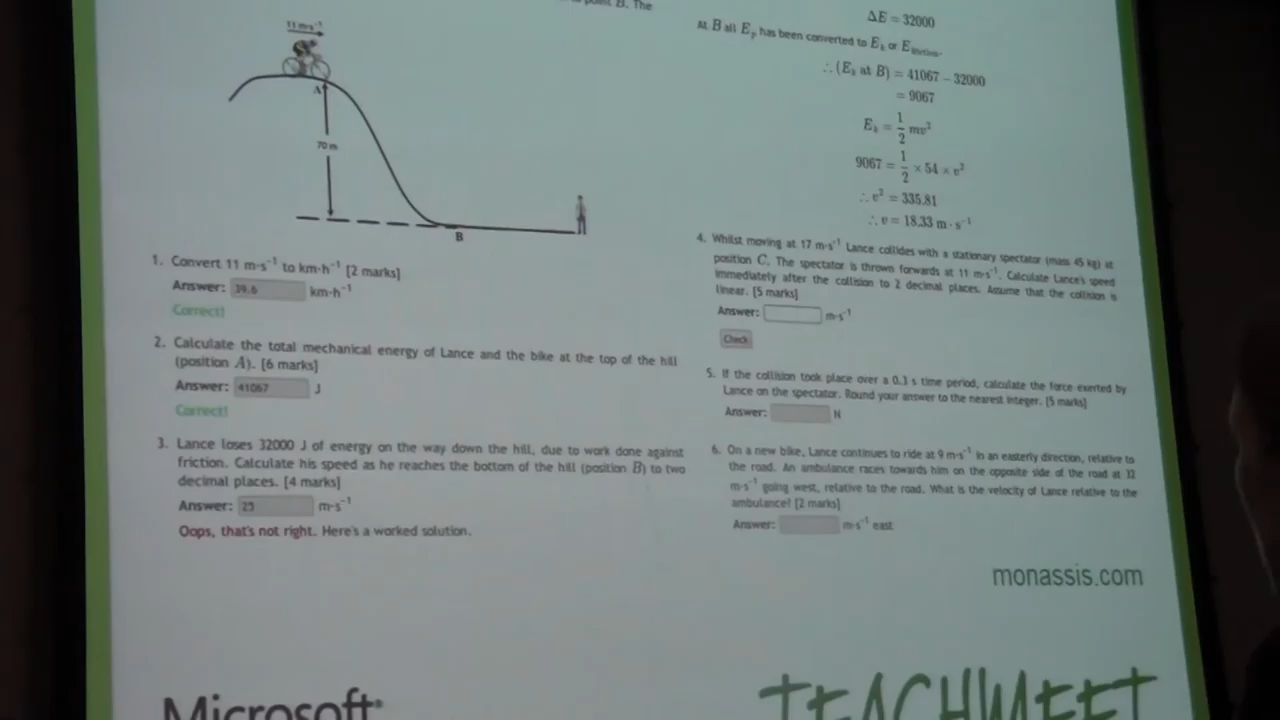 11 m·s⁻¹
A
70 m
B
1. Convert 11 m·s⁻¹ to km·h⁻¹ [2 marks]
Answer: 39.6 km·h⁻¹
Correct!
2. Calculate the total mechanical energy of Lance and the bike at the top of the hill
(position A). [6 marks]
Answer: 41067 J
Correct!
3. Lance loses 32000 J of energy on the way down the hill, due to work done against
friction. Calculate his speed as he reaches the bottom of the hill (position B) to two
decimal places. [4 marks]
Answer: 25 m·s⁻¹
Oops, that's not right. Here's a worked solution.
point B. The
ΔE = 32000
At B all Eₚ has been converted to Eₖ or E kinetic.
∴ (Eₖ at B) = 41067 − 32000
= 9067
Eₖ = 1/2 mv²
9067 = 1/2 × 54 × v²
∴ v² = 335.81
∴ v = 18.33 m · s⁻¹
4. Whilst moving at 17 m·s⁻¹ Lance collides with a stationary spectator (mass 45 kg) at
position C. The spectator is thrown forwards at 11 m·s⁻¹. Calculate Lance's speed
immediately after the collision to 2 decimal places. Assume that the collision is
linear. [5 marks]
Answer: m·s⁻¹
Check
5. If the collision took place over a 0.3 s time period, calculate the force exerted by
Lance on the spectator. Round your answer to the nearest integer. [5 marks]
Answer: N
6. On a new bike, Lance continues to ride at 9 m·s⁻¹ in an easterly direction, relative to
the road. An ambulance races towards him on the opposite side of the road at 32
m·s⁻¹ going west, relative to the road. What is the velocity of Lance relative to the
ambulance? [2 marks]
Answer: m·s⁻¹ east
monassis.com
Microsoft®
TEACHMEET